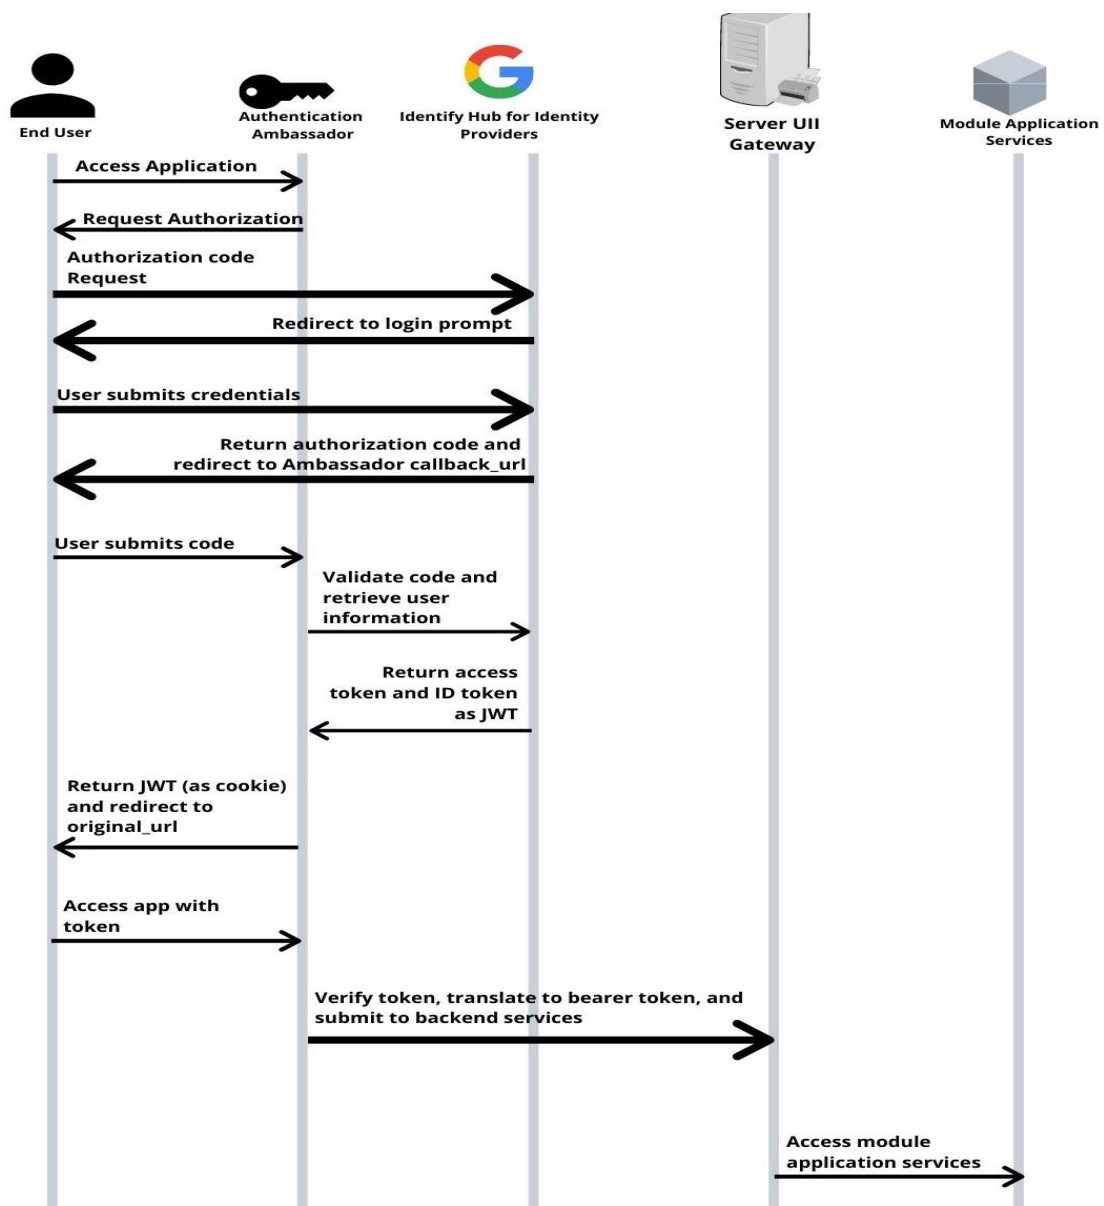 End User
Authentication
Ambassador
Identify Hub for Identity
Providers
Server UII
Gateway
Module Application
Services
Access Application
Request Authorization
Authorization code
Request
Redirect to login prompt
User submits credentials
Return authorization code and
redirect to Ambassador callback_url
User submits code
Validate code and
retrieve user
information
Return access
token and ID token
as JWT
Return JWT (as cookie)
and redirect to
original_url
Access app with
token
Verify token, translate to bearer token, and
submit to backend services
Access module
application services